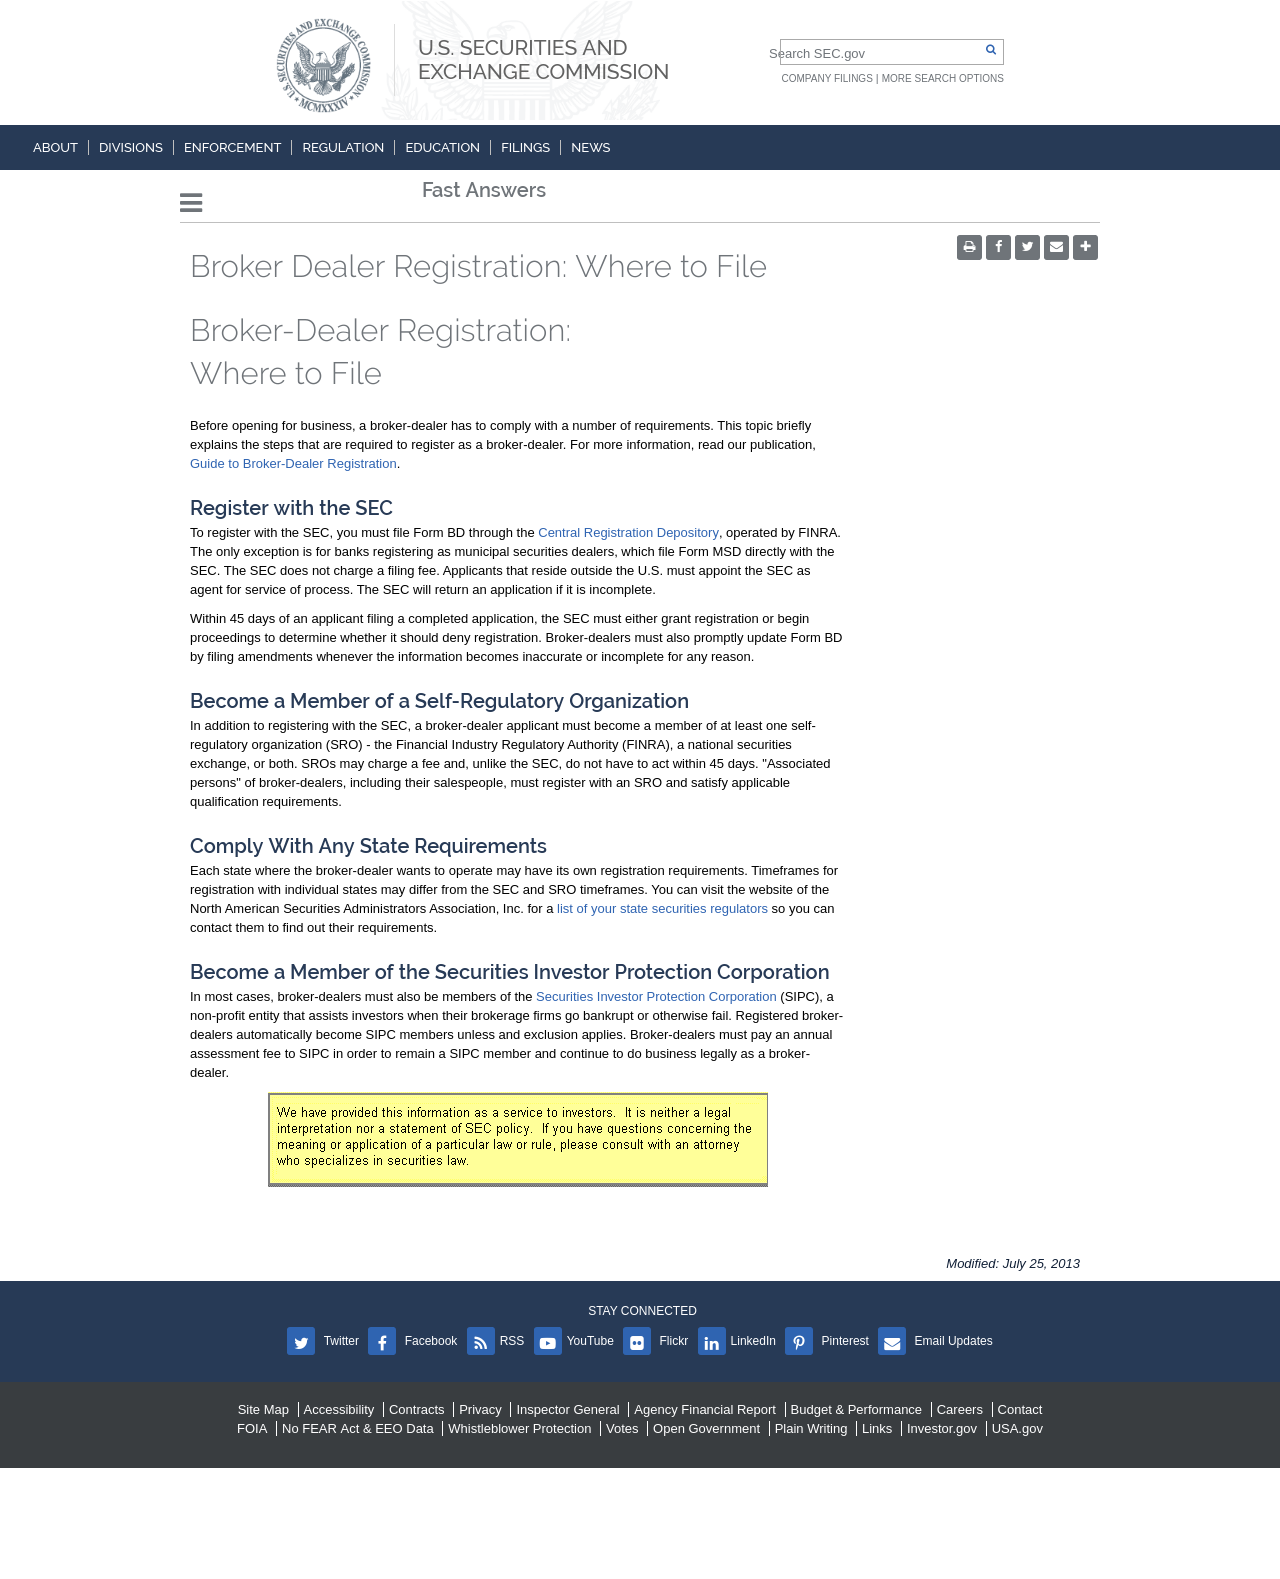 SECURITIES AND EXCHANGE COMMISSION
MCMXXXIV
U.S. SECURITIES AND
EXCHANGE COMMISSION
Search SEC.gov
COMPANY FILINGS | MORE SEARCH OPTIONS
ABOUT
DIVISIONS
ENFORCEMENT
REGULATION
EDUCATION
FILINGS
NEWS
Fast Answers
Broker Dealer Registration: Where to File
Broker-Dealer Registration:
Where to File
Before opening for business, a broker-dealer has to comply with a number of requirements. This topic briefly
explains the steps that are required to register as a broker-dealer. For more information, read our publication,
Guide to Broker-Dealer Registration.
Register with the SEC
To register with the SEC, you must file Form BD through the Central Registration Depository, operated by FINRA.
The only exception is for banks registering as municipal securities dealers, which file Form MSD directly with the
SEC. The SEC does not charge a filing fee. Applicants that reside outside the U.S. must appoint the SEC as
agent for service of process. The SEC will return an application if it is incomplete.
Within 45 days of an applicant filing a completed application, the SEC must either grant registration or begin
proceedings to determine whether it should deny registration. Broker-dealers must also promptly update Form BD
by filing amendments whenever the information becomes inaccurate or incomplete for any reason.
Become a Member of a Self-Regulatory Organization
In addition to registering with the SEC, a broker-dealer applicant must become a member of at least one self-
regulatory organization (SRO) - the Financial Industry Regulatory Authority (FINRA), a national securities
exchange, or both. SROs may charge a fee and, unlike the SEC, do not have to act within 45 days. "Associated
persons" of broker-dealers, including their salespeople, must register with an SRO and satisfy applicable
qualification requirements.
Comply With Any State Requirements
Each state where the broker-dealer wants to operate may have its own registration requirements. Timeframes for
registration with individual states may differ from the SEC and SRO timeframes. You can visit the website of the
North American Securities Administrators Association, Inc. for a list of your state securities regulators so you can
contact them to find out their requirements.
Become a Member of the Securities Investor Protection Corporation
In most cases, broker-dealers must also be members of the Securities Investor Protection Corporation (SIPC), a
non-profit entity that assists investors when their brokerage firms go bankrupt or otherwise fail. Registered broker-
dealers automatically become SIPC members unless and exclusion applies. Broker-dealers must pay an annual
assessment fee to SIPC in order to remain a SIPC member and continue to do business legally as a broker-
dealer.
We have provided this information as a service to investors. It is neither a legal
interpretation nor a statement of SEC policy. If you have questions concerning the
meaning or application of a particular law or rule, please consult with an attorney
who specializes in securities law.
Modified: July 25, 2013
STAY CONNECTED
Twitter Facebook RSS YouTube Flickr LinkedIn Pinterest Email Updates
Site Map Accessibility Contracts Privacy Inspector General Agency Financial Report Budget & Performance Careers Contact
FOIA No FEAR Act & EEO Data Whistleblower Protection Votes Open Government Plain Writing Links Investor.gov USA.gov